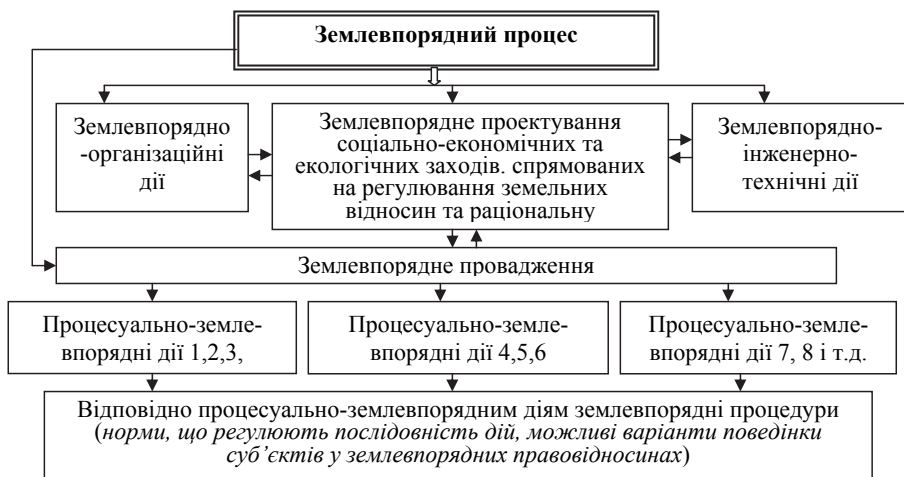 Землевпорядний процес
Землевпорядно
-організаційні
дії
Землевпорядне проектування
соціально-економічних та
екологічних заходів. спрямованих
на регулювання земельних
відносин та раціональну
Землевпорядно-
інженерно-
технічні дії
Землевпорядне провадження
Процесуально-земле-
впорядні дії 1,2,3,
Процесуально-земле-
впорядні дії 4,5,6
Процесуально-земле-
впорядні дії 7, 8 і т.д.
Відповідно процесуально-землевпорядним діям землевпорядні процедури
(норми, що регулюють послідовність дій, можливі варіанти поведінки
суб’єктів у землевпорядних правовідносинах)